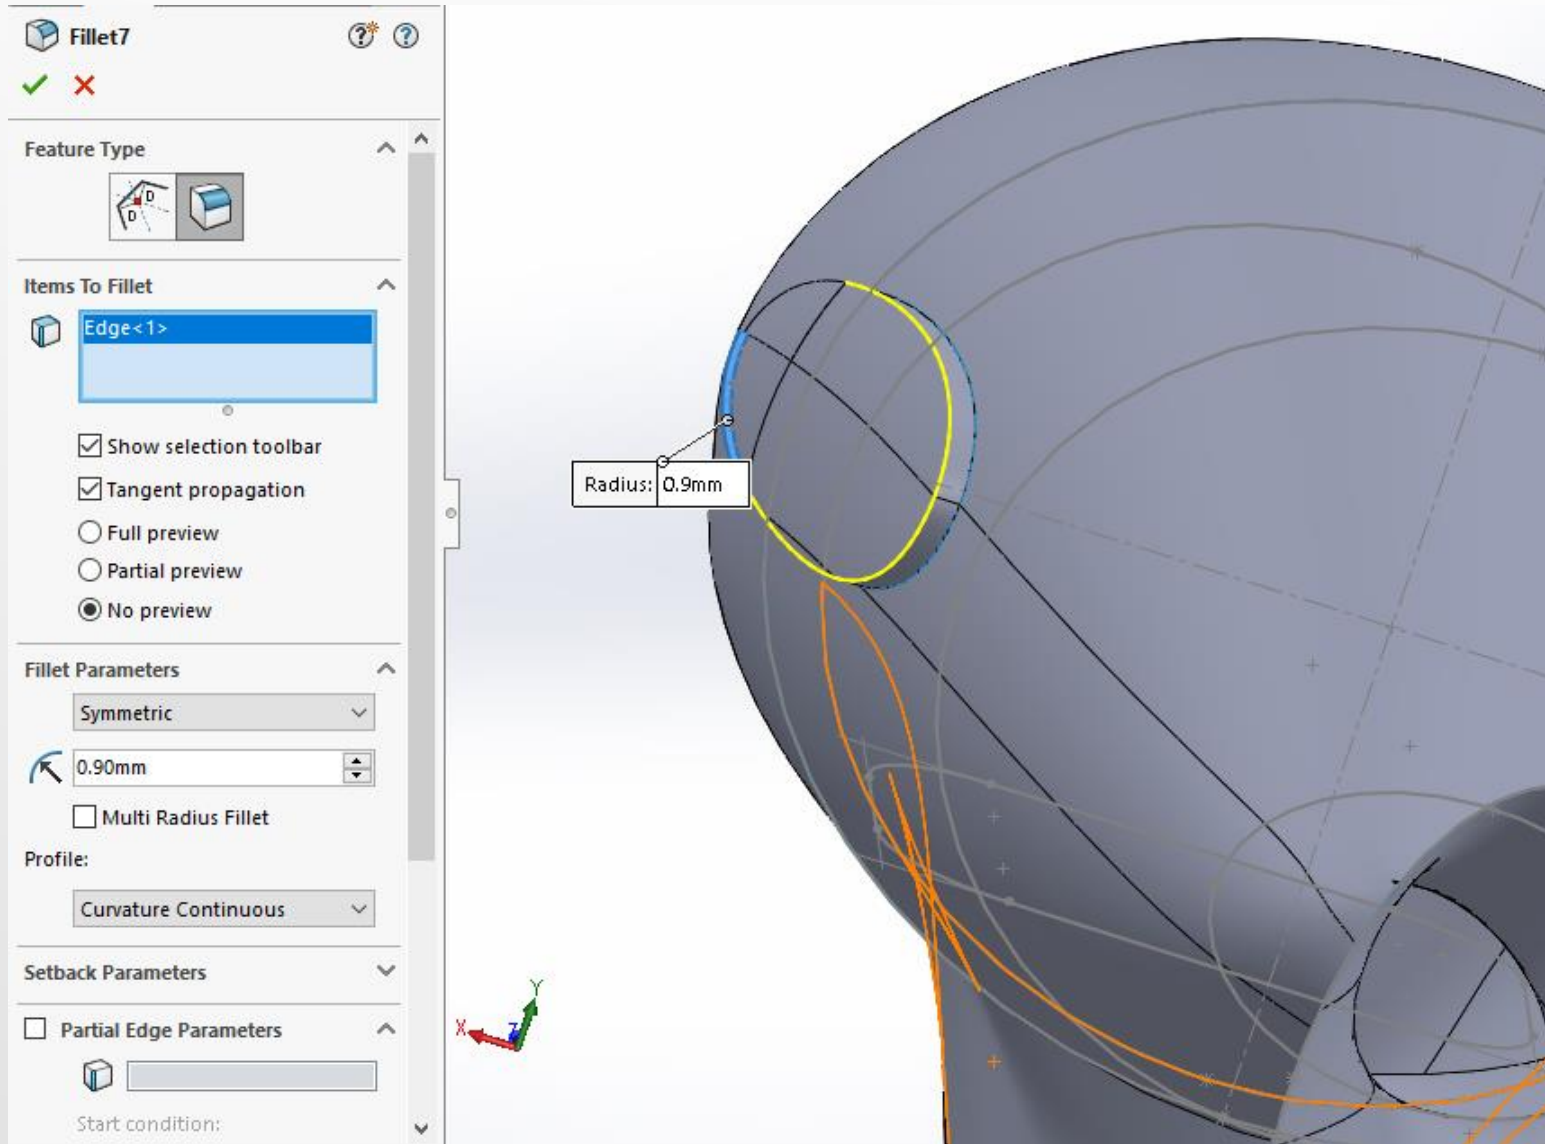 Fillet7
Feature Type
D
D
Items To Fillet
Edge<1>
Show selection toolbar
Tangent propagation
Full preview
Partial preview
No preview
Fillet Parameters
Symmetric
0.90mm
Multi Radius Fillet
Profile:
Curvature Continuous
Setback Parameters
Partial Edge Parameters
Start condition:
Radius: 0.9mm
Y
X
Z